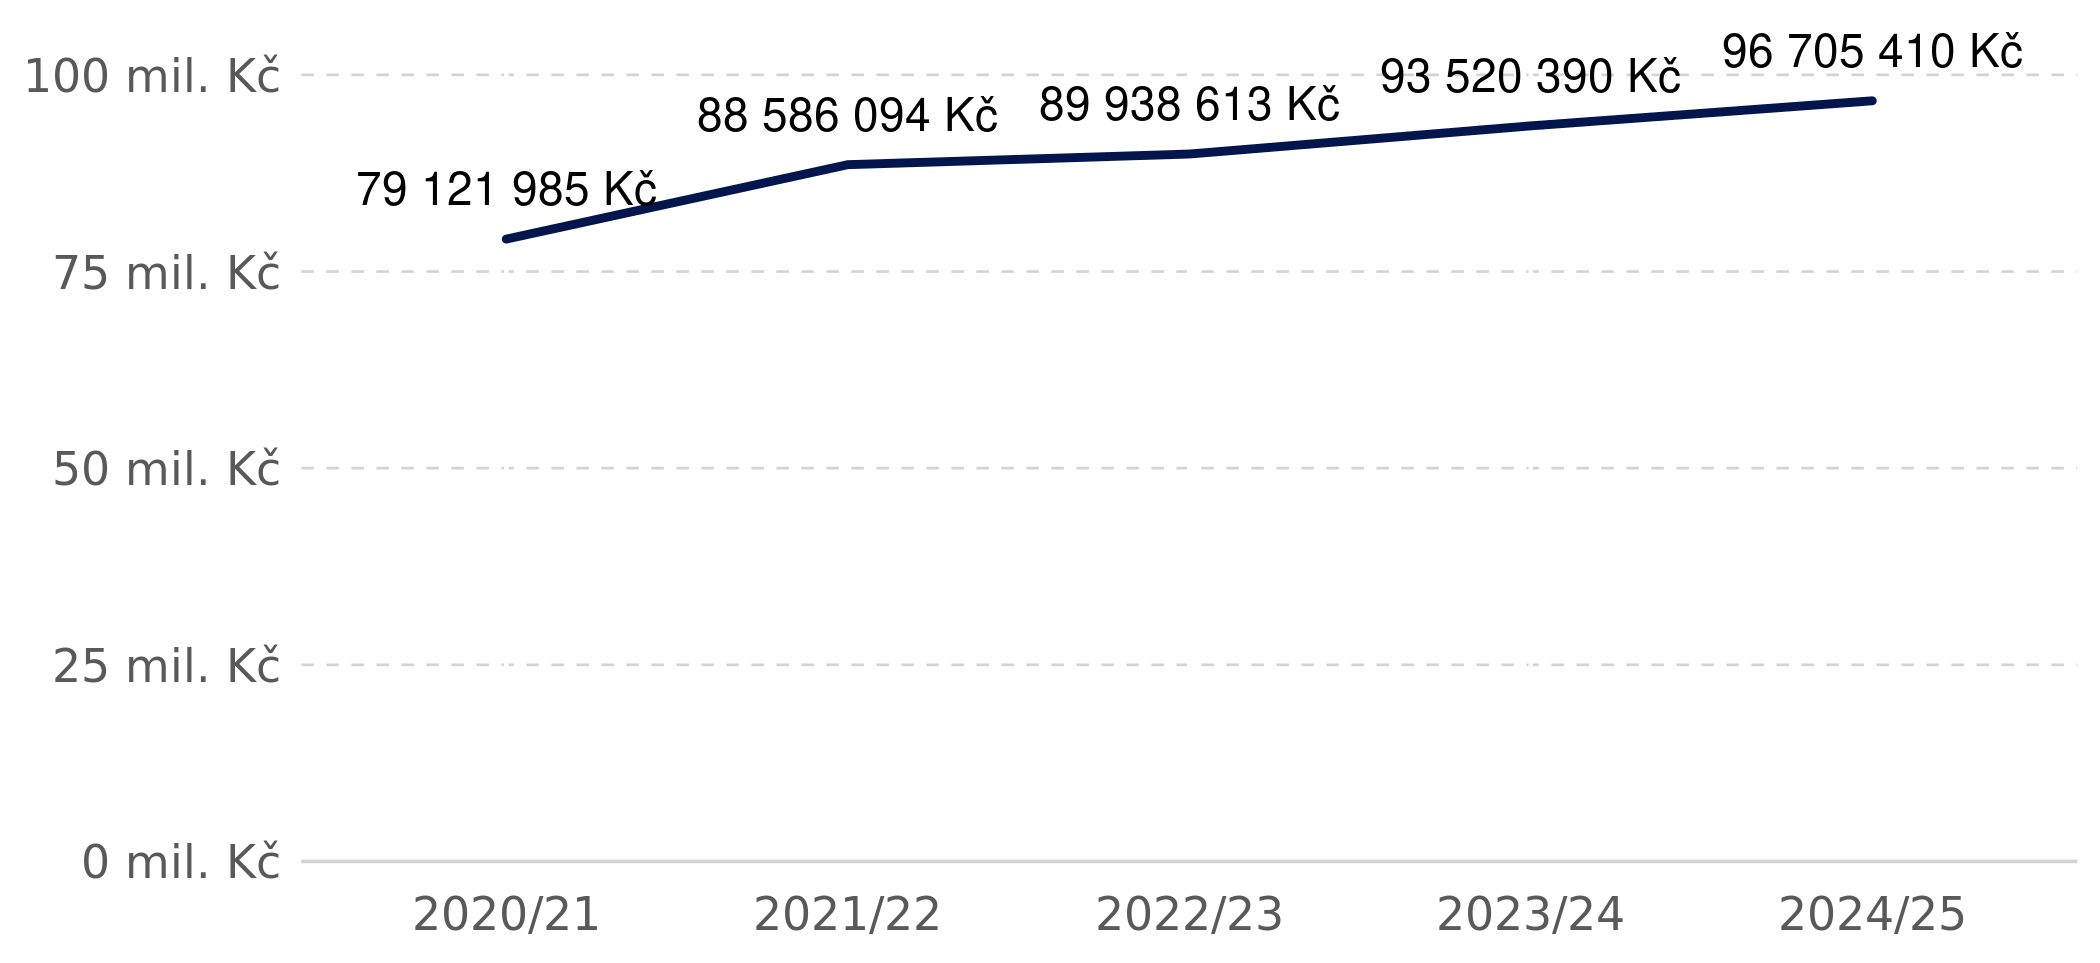 96 705 410 Kč
100 mil. Kč
93 520 390 Kč
89 938 613 Kč
88 586 094 Kč
79 121 985 Kč
75 mil. Kč
50 mil. Kč
25 mil. Kč
0 mil. Kč
2020/21 2021/22 2022/23 2023/24 2024/25